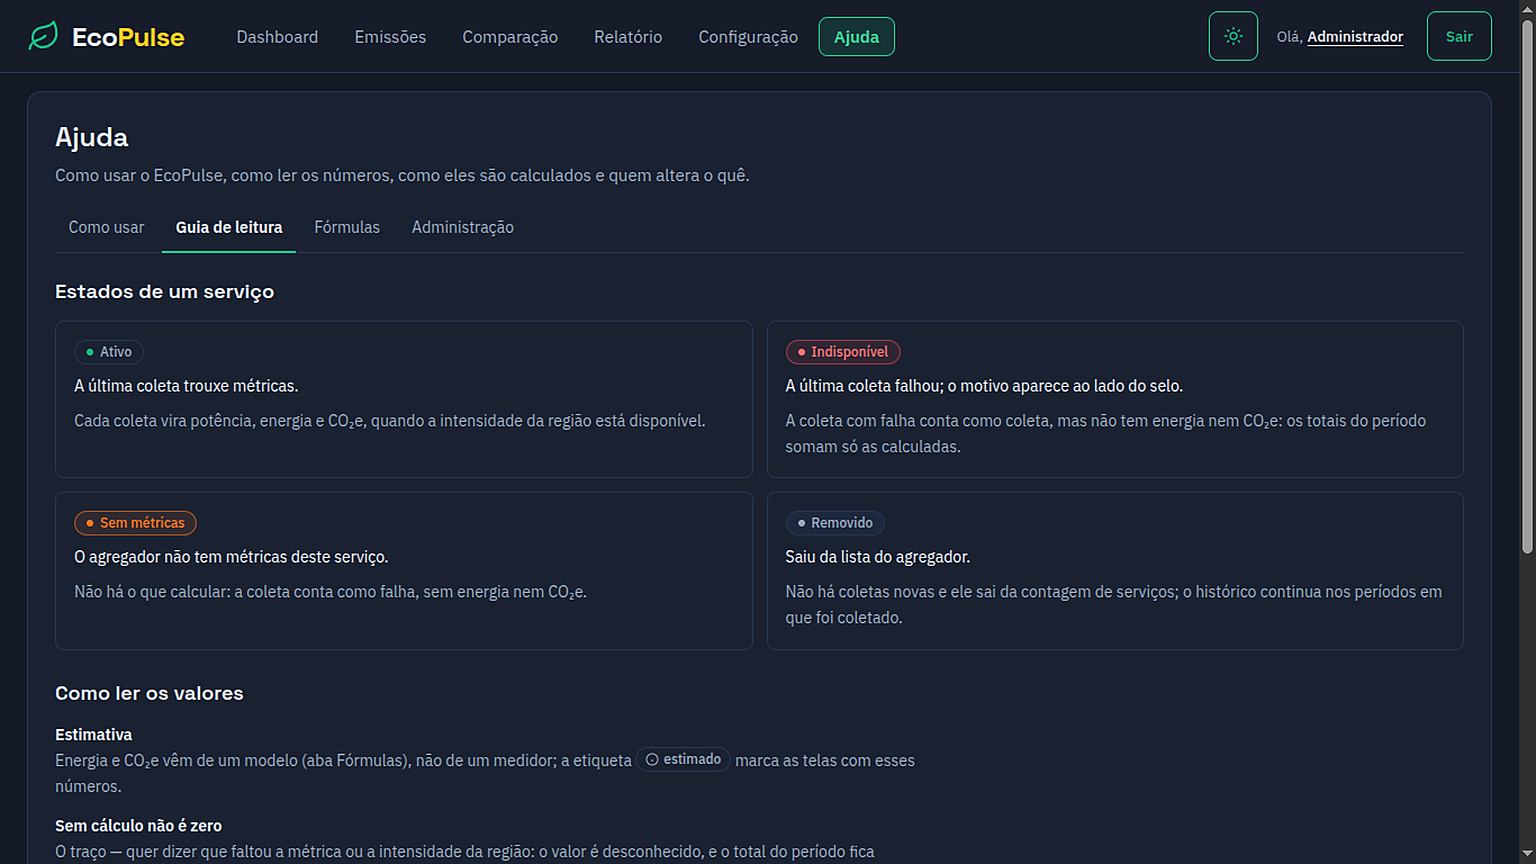 EcoPulse
Dashboard
Emissões
Comparação
Relatório
Configuração
Ajuda
Olá, Administrador
Sair
Ajuda
Como usar o EcoPulse, como ler os números, como eles são calculados e quem altera o quê.
Como usar
Guia de leitura
Fórmulas
Administração
Estados de um serviço
Ativo
A última coleta trouxe métricas.
Cada coleta vira potência, energia e CO₂e, quando a intensidade da região está disponível.
Indisponível
A última coleta falhou; o motivo aparece ao lado do selo.
A coleta com falha conta como coleta, mas não tem energia nem CO₂e: os totais do período
somam só as calculadas.
Sem métricas
O agregador não tem métricas deste serviço.
Não há o que calcular: a coleta conta como falha, sem energia nem CO₂e.
Removido
Saiu da lista do agregador.
Não há coletas novas e ele sai da contagem de serviços; o histórico continua nos períodos em
que foi coletado.
Como ler os valores
Estimativa
Energia e CO₂e vêm de um modelo (aba Fórmulas), não de um medidor; a etiqueta estimado marca as telas com esses
números.
Sem cálculo não é zero
O traço — quer dizer que faltou a métrica ou a intensidade da região: o valor é desconhecido, e o total do período fica